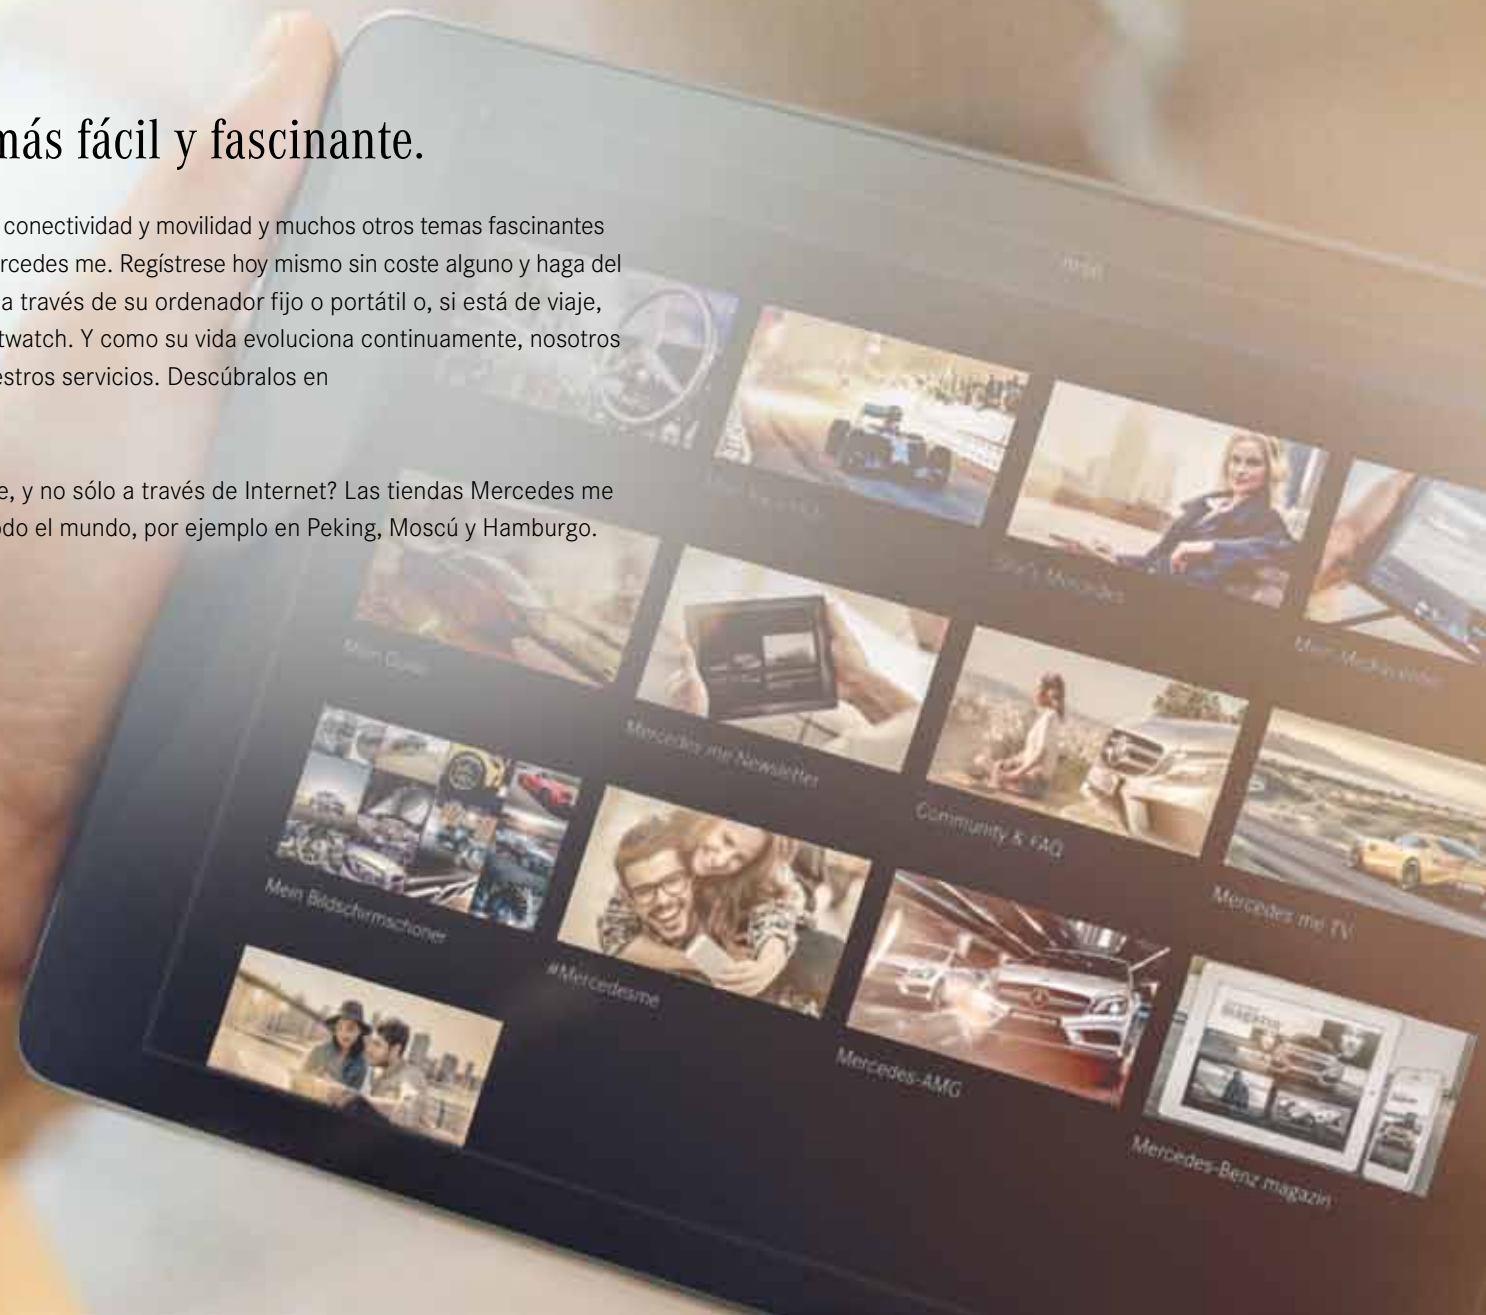 más fácil y fascinante.
conectividad y movilidad y muchos otros temas fascinantes
rcedes me. Regístrese hoy mismo sin coste alguno y haga del
a través de su ordenador fijo o portátil o, si está de viaje,
twatch. Y como su vida evoluciona continuamente, nosotros
estros servicios. Descúbralos en
e, y no sólo a través de Internet? Las tiendas Mercedes me
odo el mundo, por ejemplo en Peking, Moscú y Hamburgo.
Mercedes
Mein
Mercedes me Newsletter
Community & FAQ
Mercedes me TV
Mein Bildschirmschoner
#Mercedesme
Mercedes-AMG
Mercedes-Benz magazin